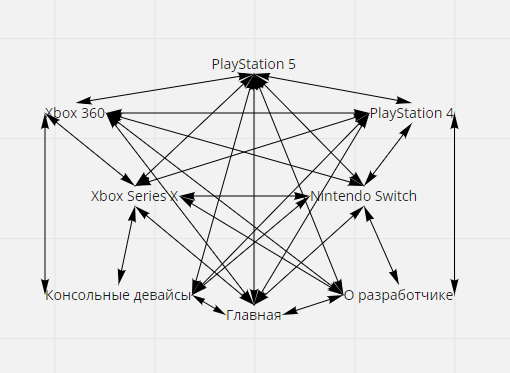 PlayStation 5
Xbox 360
PlayStation 4
Xbox Series X
Nintendo Switch
Консольные девайсы
О разработчике
Главная